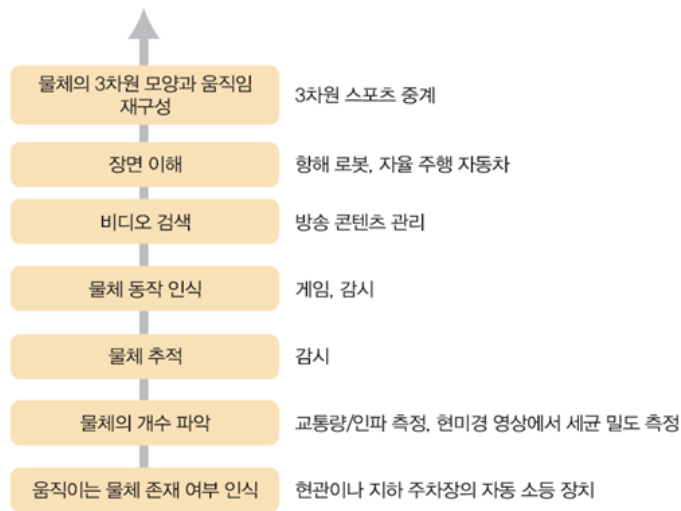 물체의 3차원 모양과 움직임
재구성
3차원 스포츠 중계
장면 이해
항해 로봇, 자율 주행 자동차
비디오 검색
방송 콘텐츠 관리
물체 동작 인식
게임, 감시
물체 추적
감시
물체의 개수 파악
교통량/인파 측정, 현미경 영상에서 세균 밀도 측정
움직이는 물체 존재 여부 인식
현관이나 지하 주차장의 자동 소등 장치